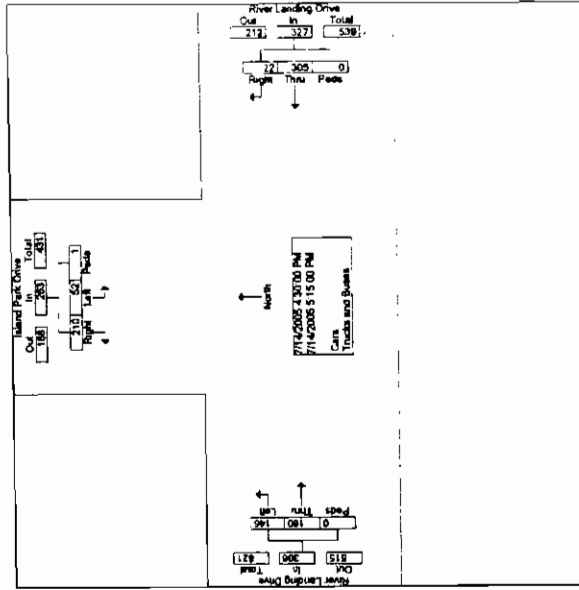 River Landing Drive
Out In Total
212 327 539
22 305 0
Right Thru Peds
Island Park Drive
Out In Total
168 263 431
210 52 1
Right Left Peds
North
7/14/2005 4:30:00 PM
7/14/2005 5:15:00 PM
Cars
Trucks and Buses
Left Thru Peds
146 160 0
Total In Out
821 306 515
River Landing Drive